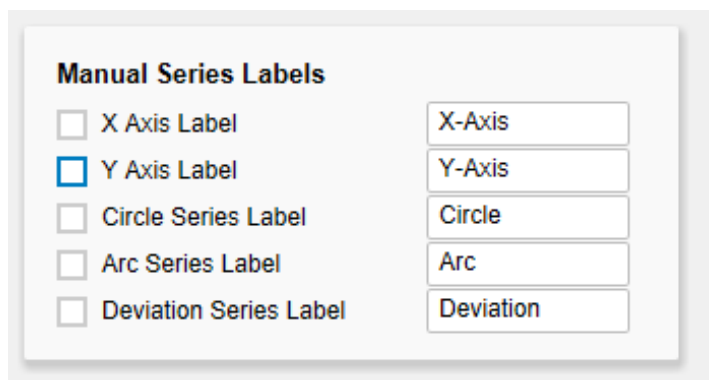 Manual Series Labels
X Axis Label X-Axis
Y Axis Label Y-Axis
Circle Series Label Circle
Arc Series Label Arc
Deviation Series Label Deviation